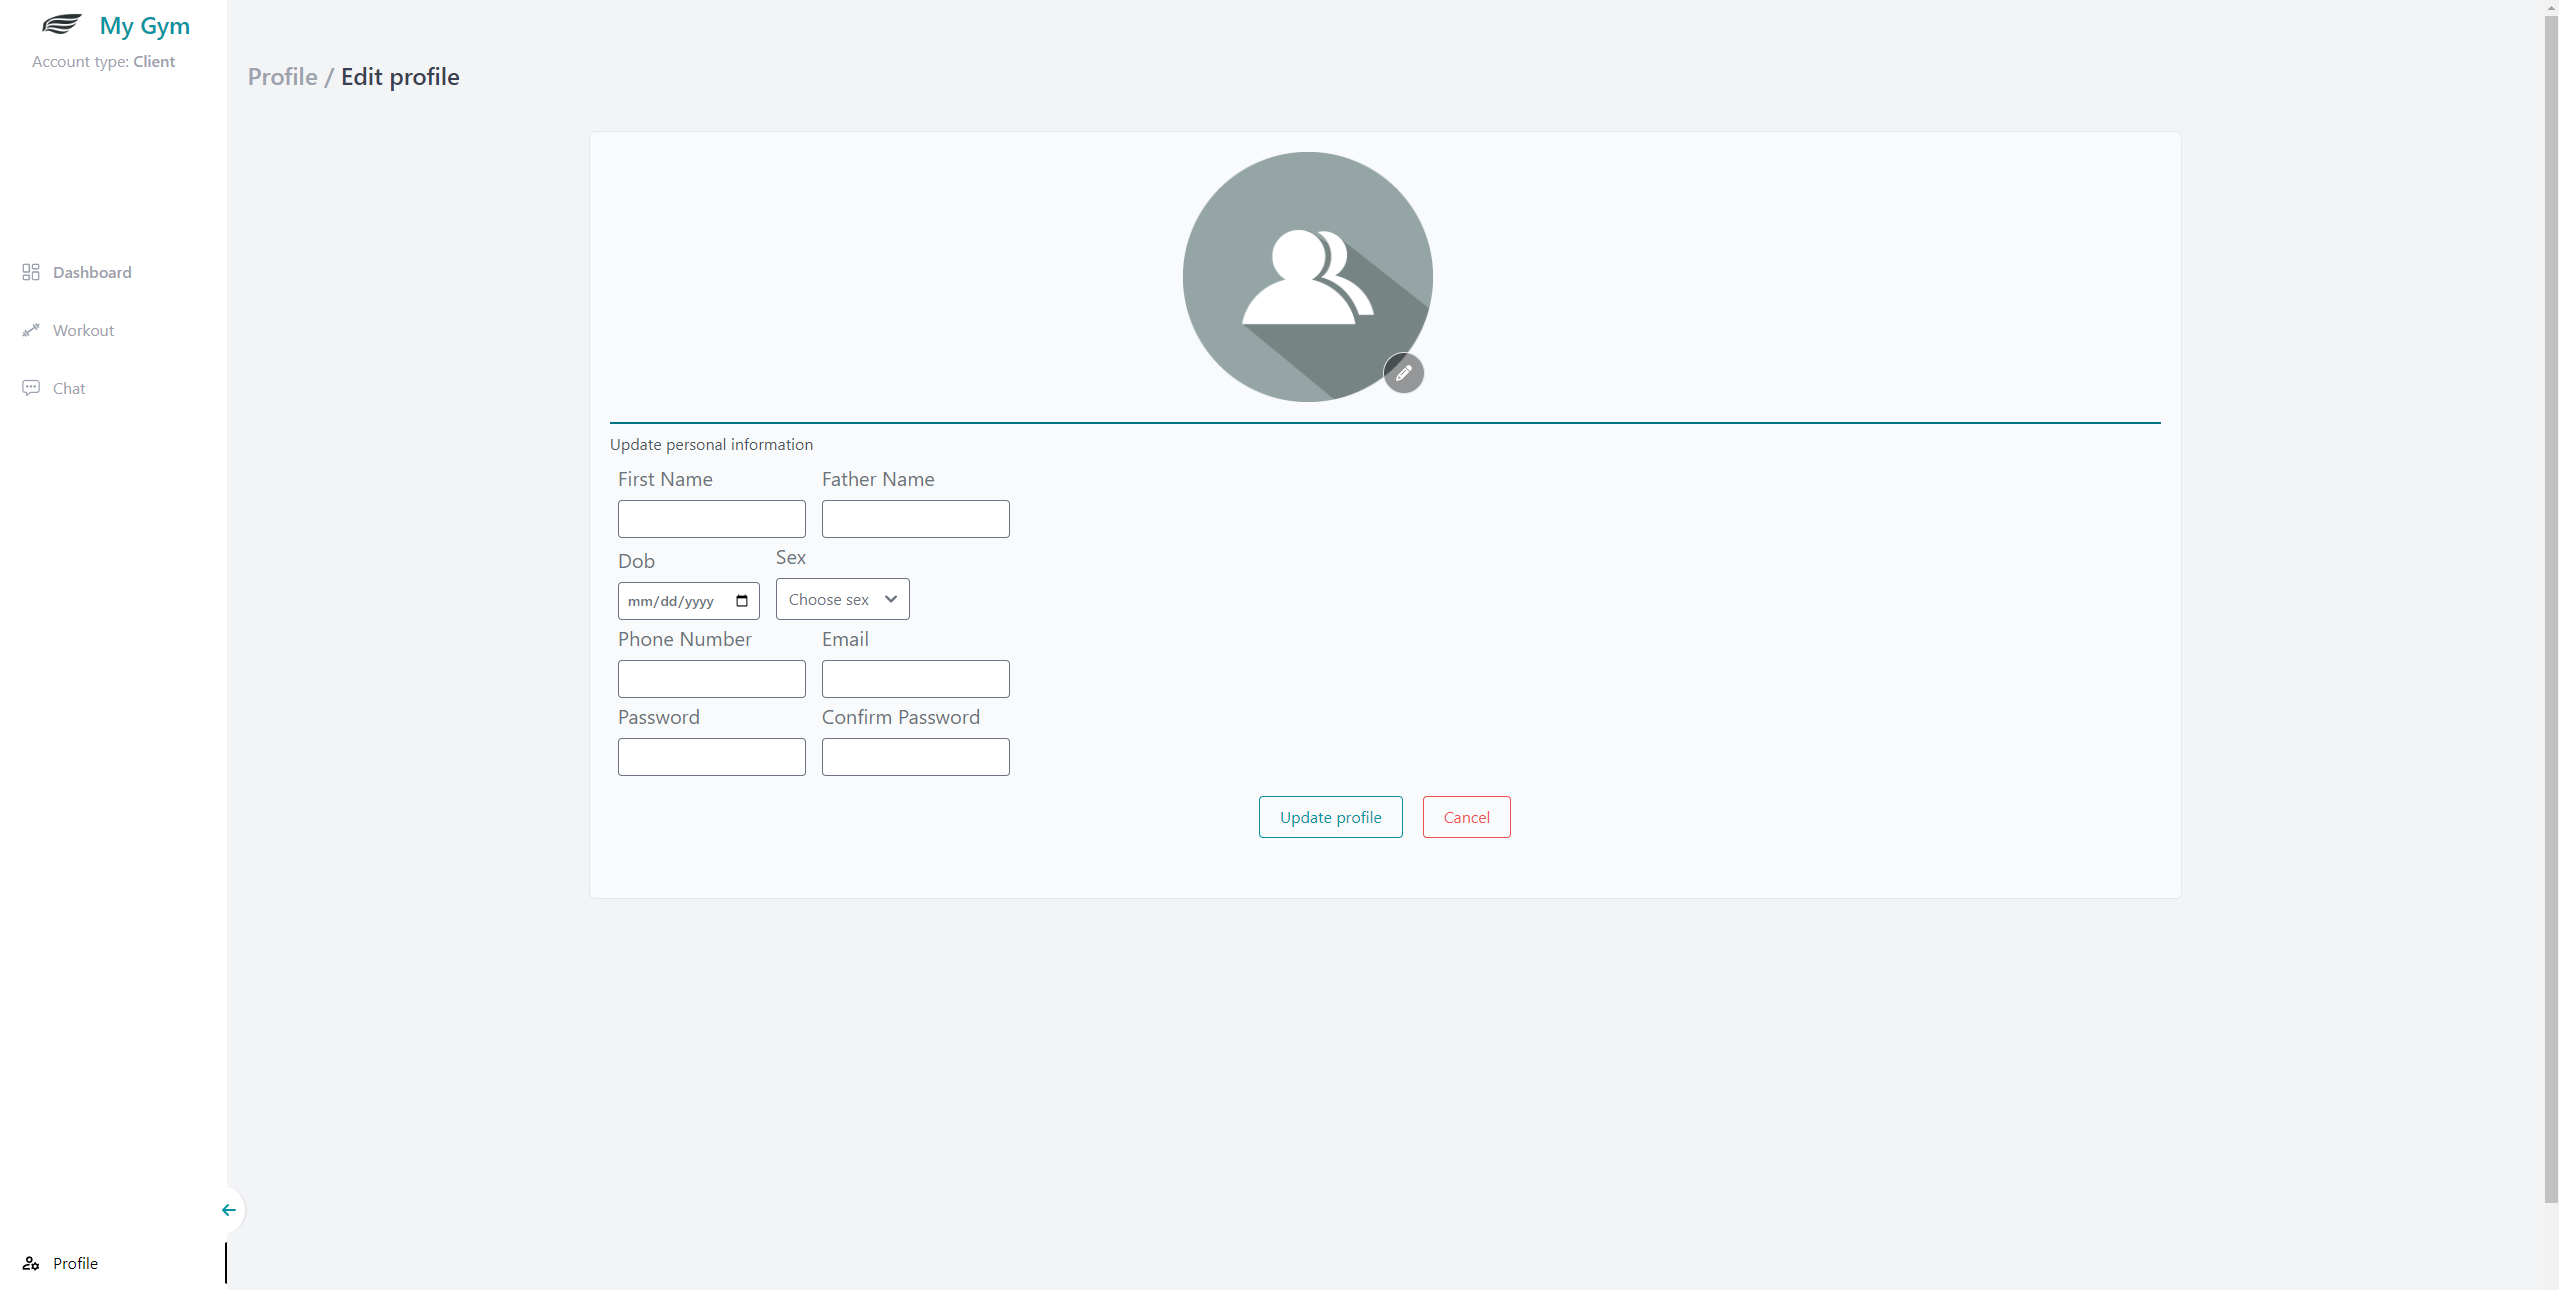 My Gym
Account type: Client
Profile / Edit profile
Dashboard
Workout
Chat
Update personal information
First Name Father Name
Dob Sex
mm/dd/yyyy Choose sex
Phone Number Email
Password Confirm Password
Update profile Cancel
Profile